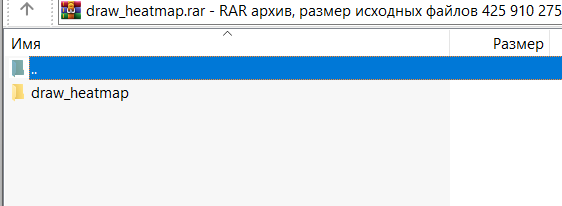 draw_heatmap.rar - RAR архив, размер исходных файлов 425 910 275
Имя Размер
..
draw_heatmap